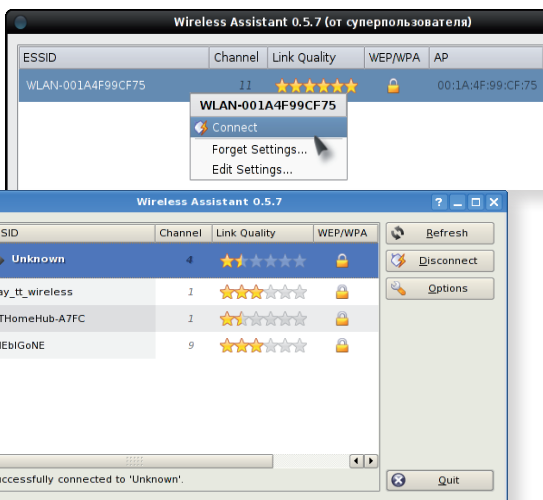 Wireless Assistant 0.5.7 (от суперпользователя)
ESSID Channel Link Quality WEP/WPA AP
WLAN-001A4F99CF75 11 00:1A:4F:99:CF:75
WLAN-001A4F99CF75
Connect
Forget Settings...
Edit Settings...
Wireless Assistant 0.5.7
SID Channel Link Quality WEP/WPA Refresh
Unknown 4 Disconnect
ay_tt_wireless 1 Options
THomeHub-A7FC 1
IEbIGoNE 9
uccessfully connected to 'Unknown'. Quit